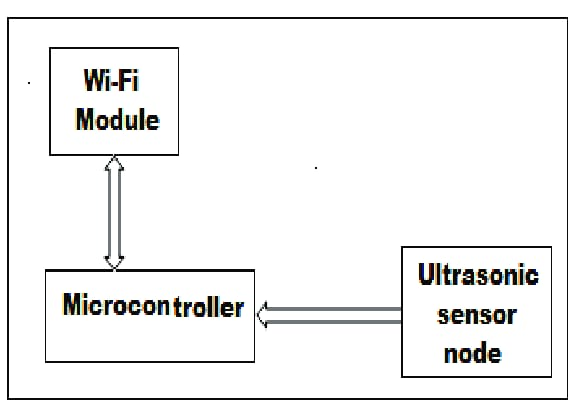 Wi-Fi
Module
Microcontroller
Ultrasonic
sensor
node